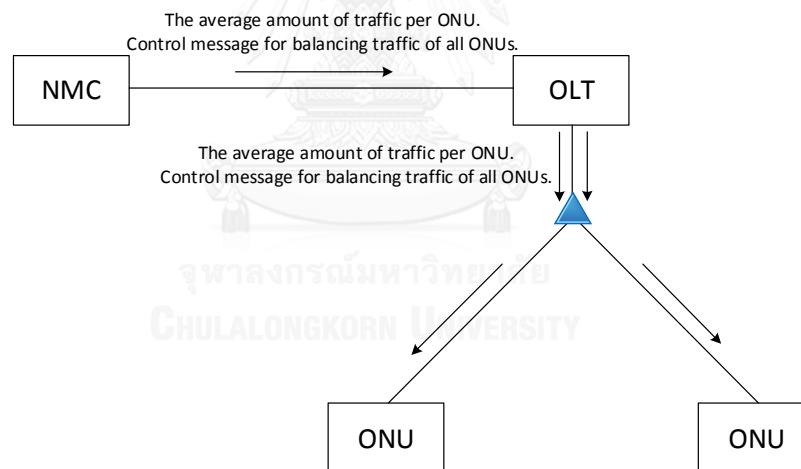 The average amount of traffic per ONU.
Control message for balancing traffic of all ONUs.
NMC
OLT
The average amount of traffic per ONU.
Control message for balancing traffic of all ONUs.
จุฬาลงกรณ์มหาวิทยาลัย
CHULALONGKORN UNIVERSITY
ONU
ONU